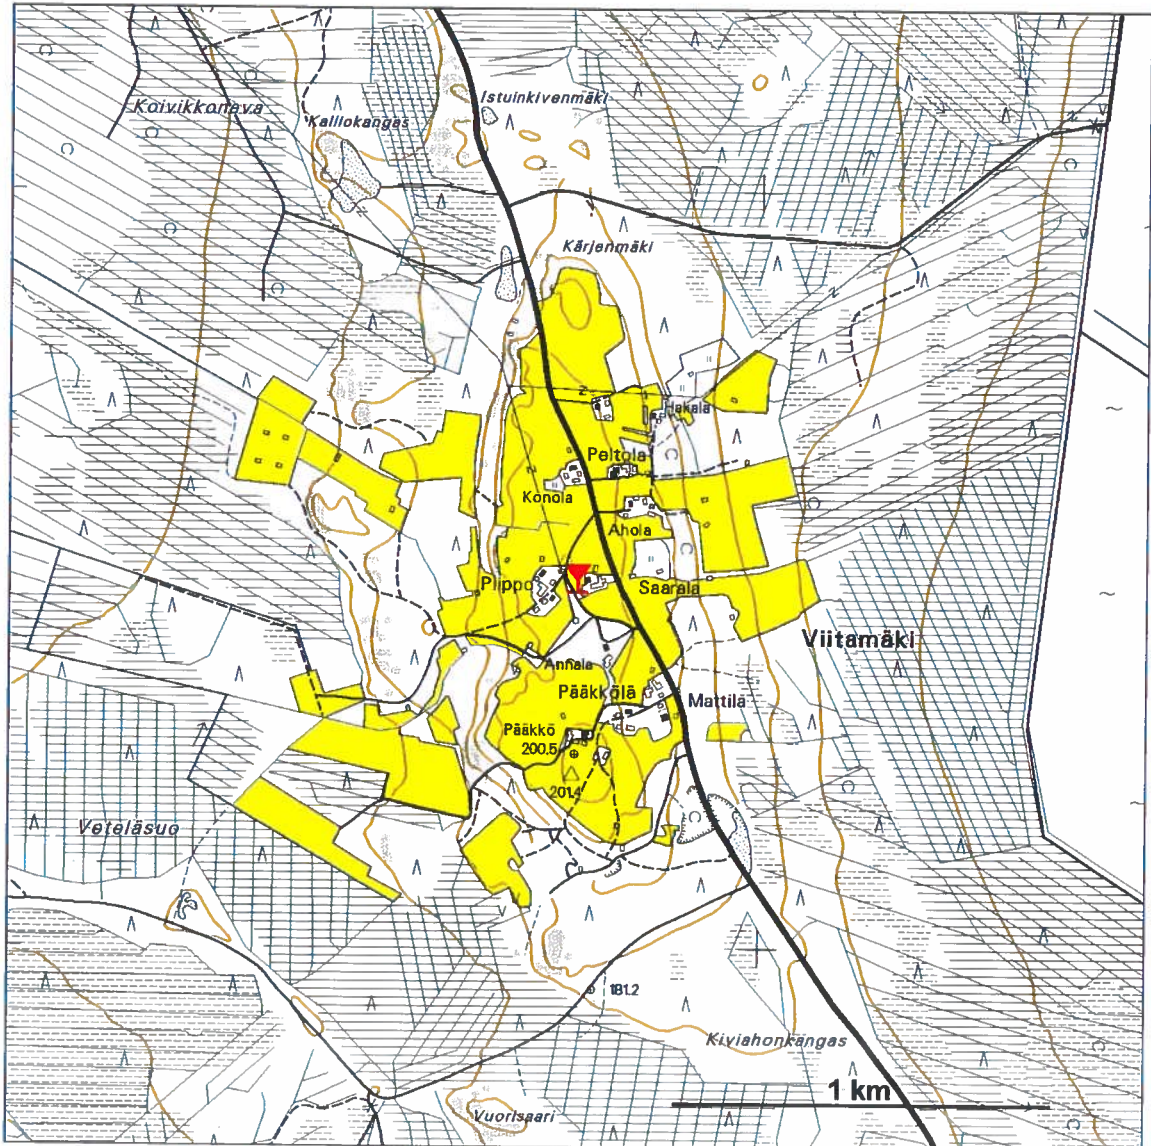 Istuinkivenmäki
Koivikkoneva
Kalliokangas
Kärjenmäki
Hakala
Peltola
Konola
Ahola
Piippo
Saarala
Viitamäki
Annala
Pääkkölä
Mattila
Pääkkö
200.5
201.4
Veteläsuo
181.2
Kiviahonkangas
1 km
Vuorisaari